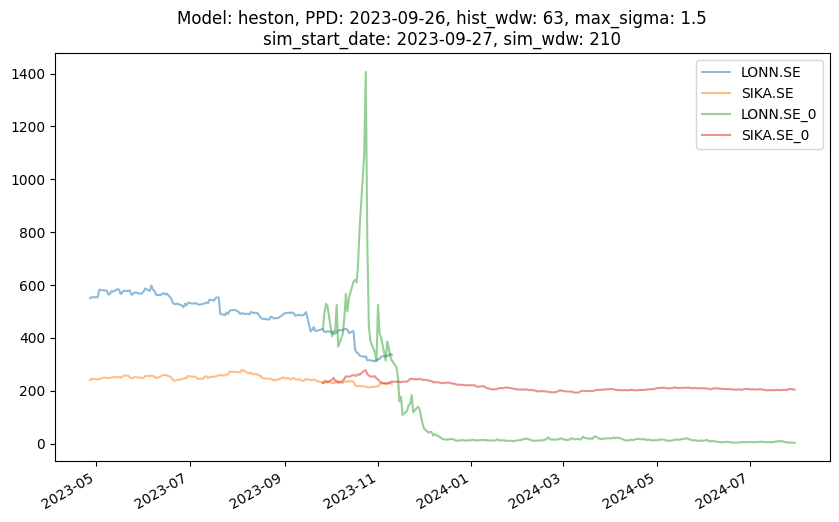 Model: heston, PPD: 2023-09-26, hist_wdw: 63, max_sigma: 1.5
sim_start_date: 2023-09-27, sim_wdw: 210
LONN.SE
SIKA.SE
LONN.SE_0
SIKA.SE_0
1400
1200
1000
800
600
400
200
0
2023-05
2023-07
2023-09
2023-11
2024-01
2024-03
2024-05
2024-07